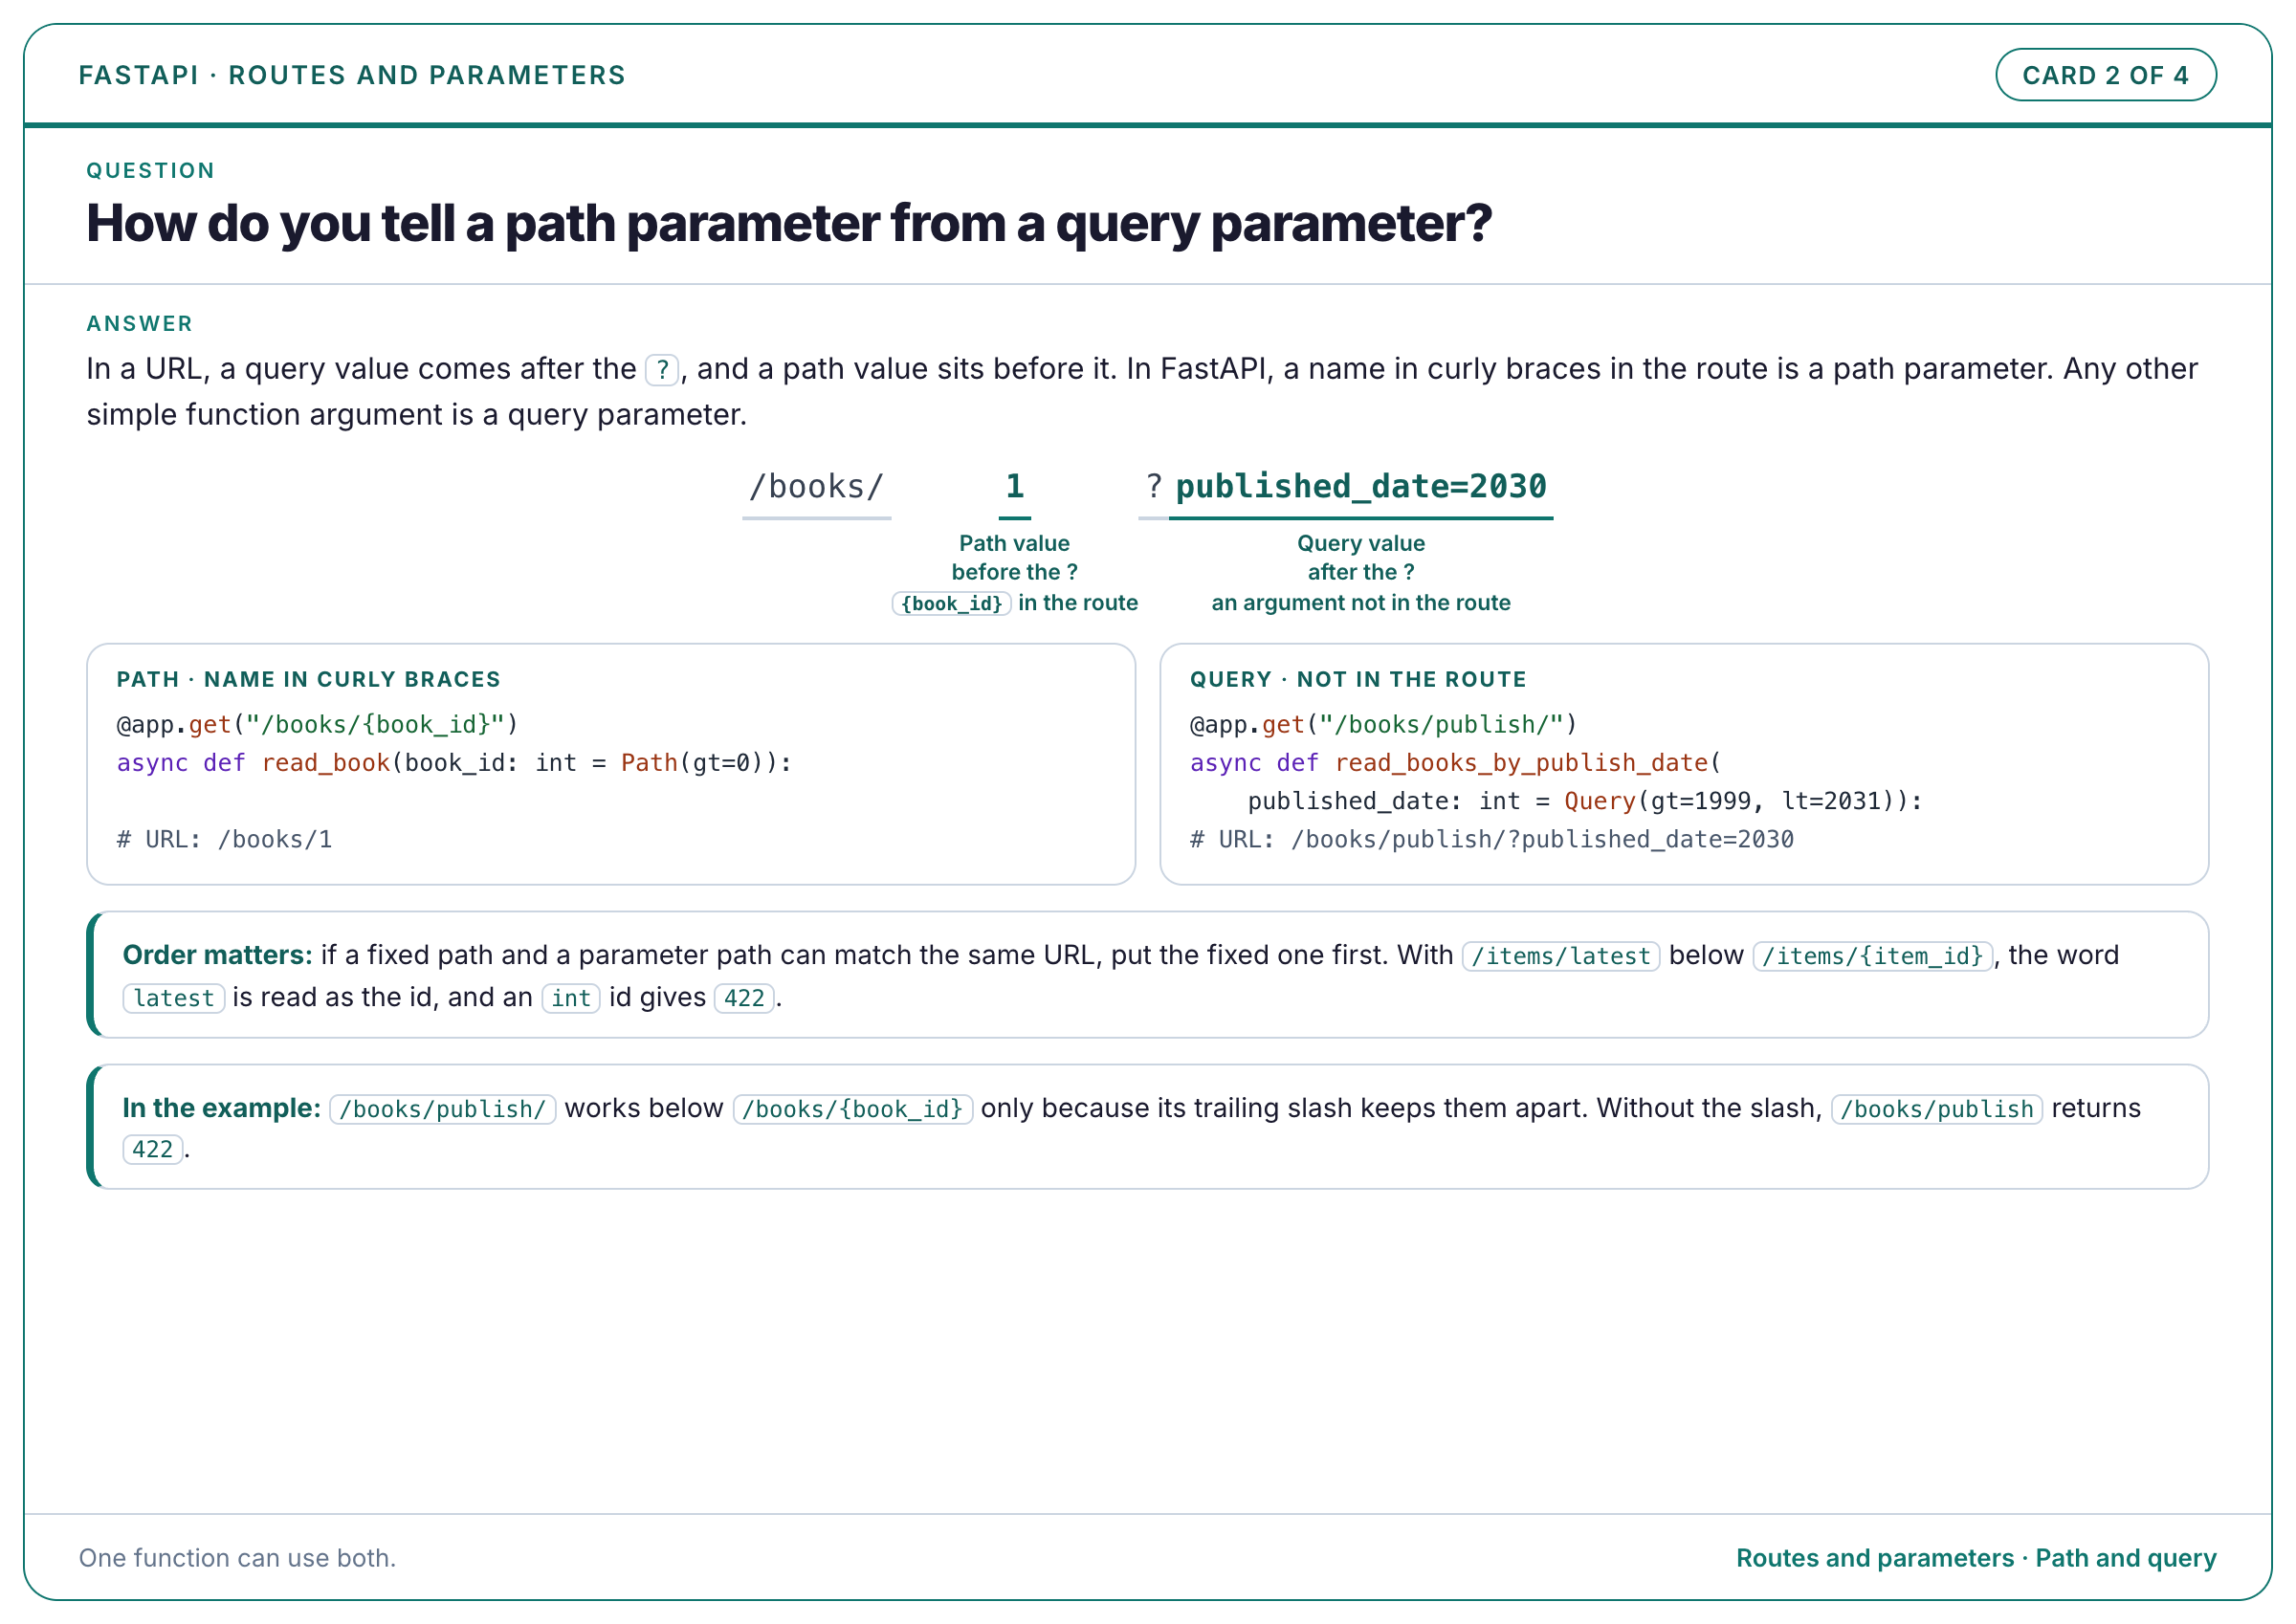 FASTAPI · ROUTES AND PARAMETERS
CARD 2 OF 4
QUESTION
How do you tell a path parameter from a query parameter?
ANSWER
In a URL, a query value comes after the ?, and a path value sits before it. In FastAPI, a name in curly braces in the route is a path parameter. Any other
simple function argument is a query parameter.
/books/ 1 ?published_date=2030
Path value
before the ?
{book_id} in the route
Query value
after the ?
an argument not in the route
PATH · NAME IN CURLY BRACES
@app.get("/books/{book_id}")
async def read_book(book_id: int = Path(gt=0)):
# URL: /books/1
QUERY · NOT IN THE ROUTE
@app.get("/books/publish/")
async def read_books_by_publish_date(
    published_date: int = Query(gt=1999, lt=2031)):
# URL: /books/publish/?published_date=2030
Order matters: if a fixed path and a parameter path can match the same URL, put the fixed one first. With /items/latest below /items/{item_id}, the word
latest is read as the id, and an int id gives 422.
In the example: /books/publish/ works below /books/{book_id} only because its trailing slash keeps them apart. Without the slash, /books/publish returns
422.
One function can use both.
Routes and parameters · Path and query